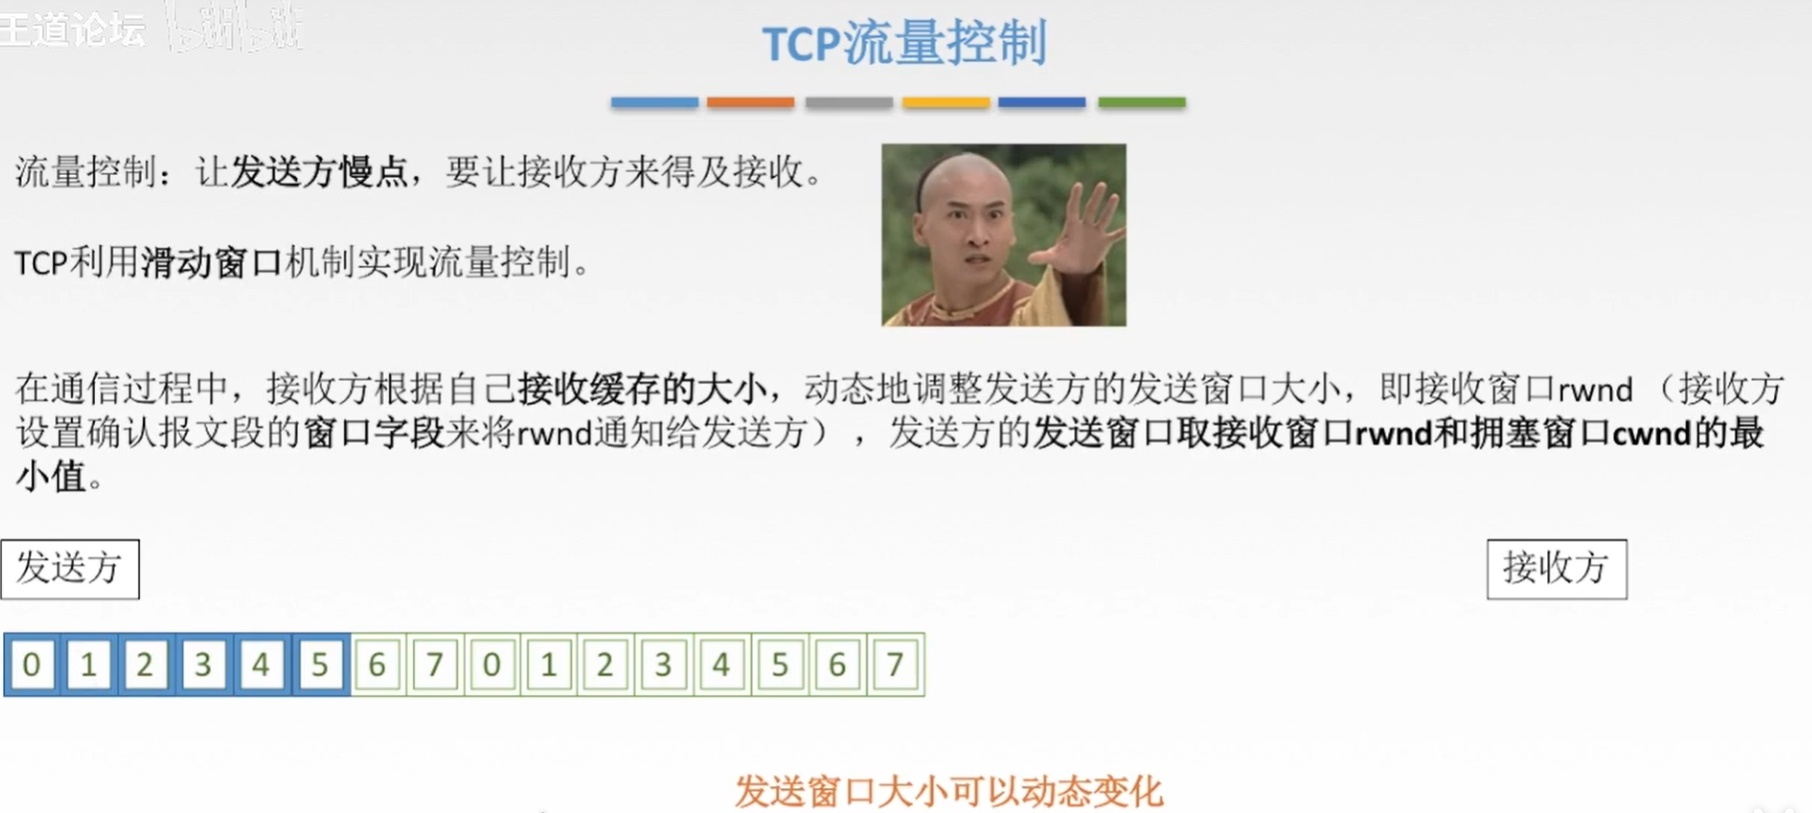 王道论坛 bilibili
TCP流量控制
流量控制：让发送方慢点，要让接收方来得及接收。
TCP利用滑动窗口机制实现流量控制。
在通信过程中，接收方根据自己接收缓存的大小，动态地调整发送方的发送窗口大小，即接收窗口rwnd（接收方
设置确认报文段的窗口字段来将rwnd通知给发送方），发送方的发送窗口取接收窗口rwnd和拥塞窗口cwnd的最
小值。
发送方 接收方
0 1 2 3 4 5 6 7 0 1 2 3 4 5 6 7
发送窗口大小可以动态变化